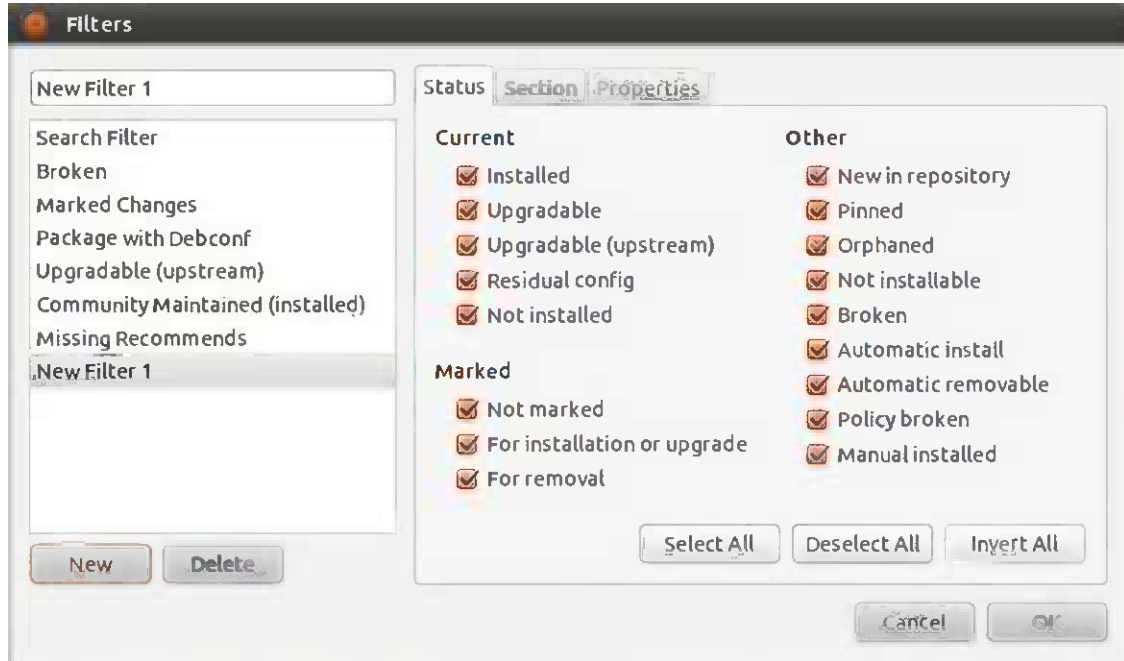 Filters
New Filter 1
Search Filter
Broken
Marked Changes
Package with Debconf
Upgradable (upstream)
Community Maintained (installed)
Missing Recommends
New Filter 1
New
Delete
Status
Section
Properties
Current
Installed
Upgradable
Upgradable (upstream)
Residual config
Not installed
Marked
Not marked
For installation or upgrade
For removal
Other
New in repository
Pinned
Orphaned
Not installable
Broken
Automatic install
Automatic removable
Policy broken
Manual installed
Select All
Deselect All
Invert All
Cancel
OK